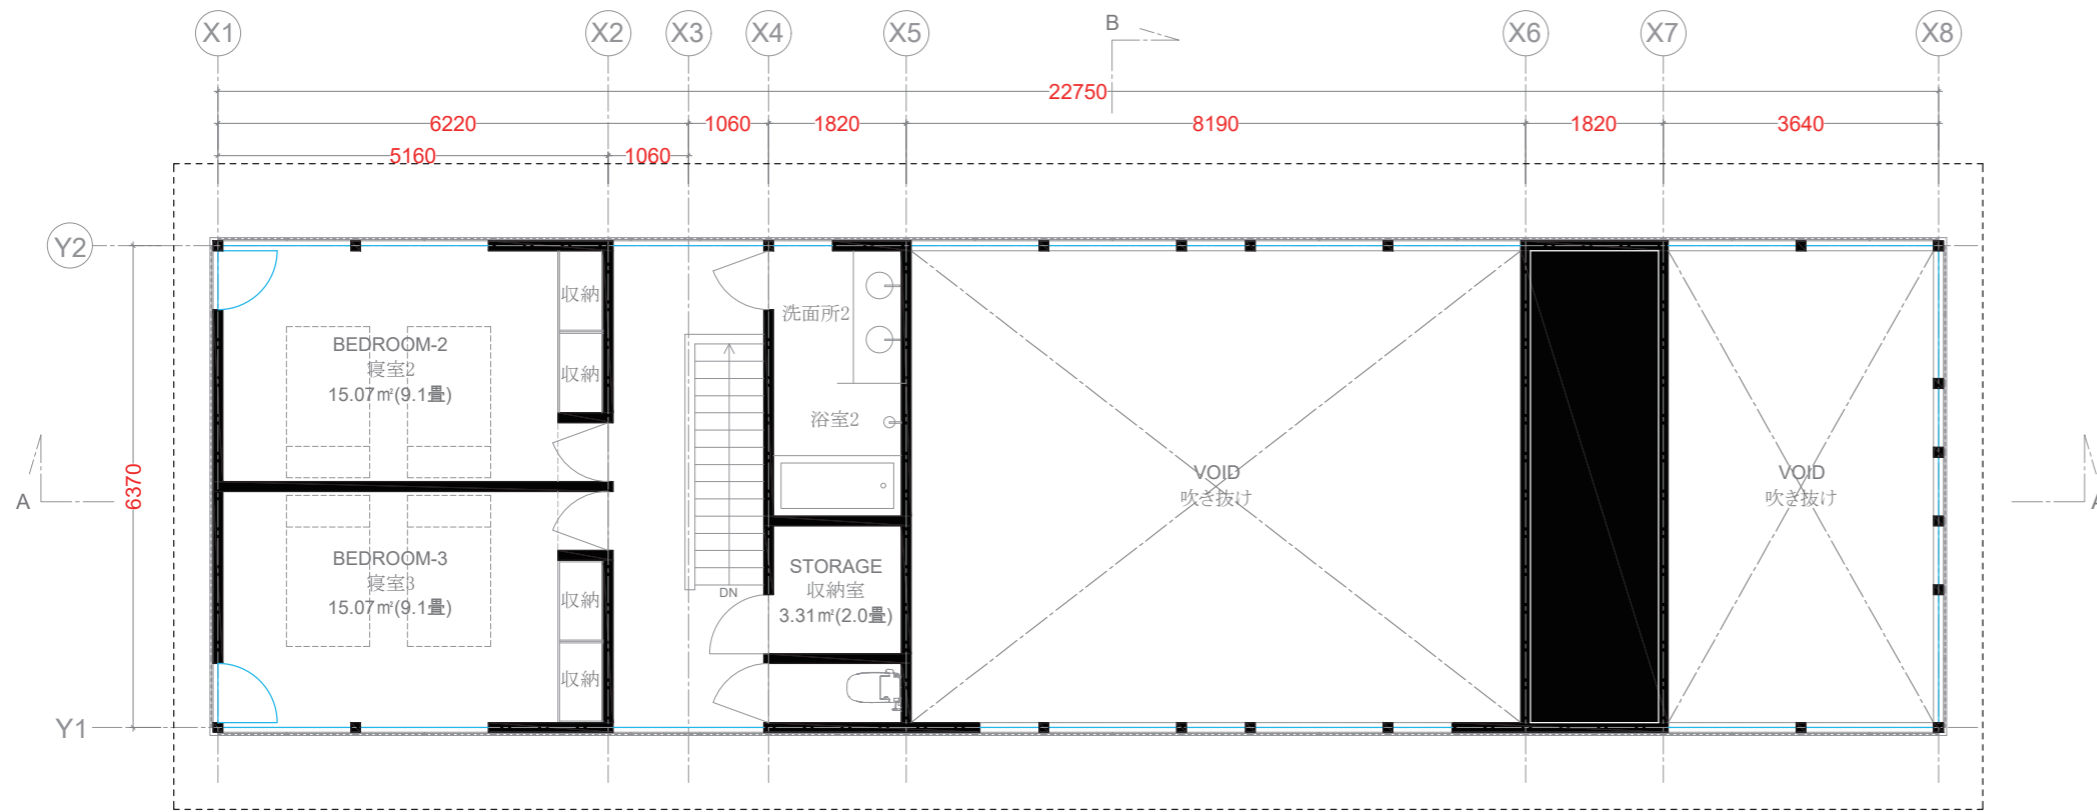 X1
X2
X3
X4
X5
B
X6
X7
X8
22750
6220
1060
1820
8190
1820
3640
5160
1060
Y2
収納
洗面所2
BEDROOM-2
寝室2
15.07㎡(9.1畳)
収納
浴室2
A
6370
VOID
吹き抜け
VOID
吹き抜け
A
BEDROOM-3
寝室3
15.07㎡(9.1畳)
収納
DN
STORAGE
収納室
3.31㎡(2.0畳)
収納
Y1